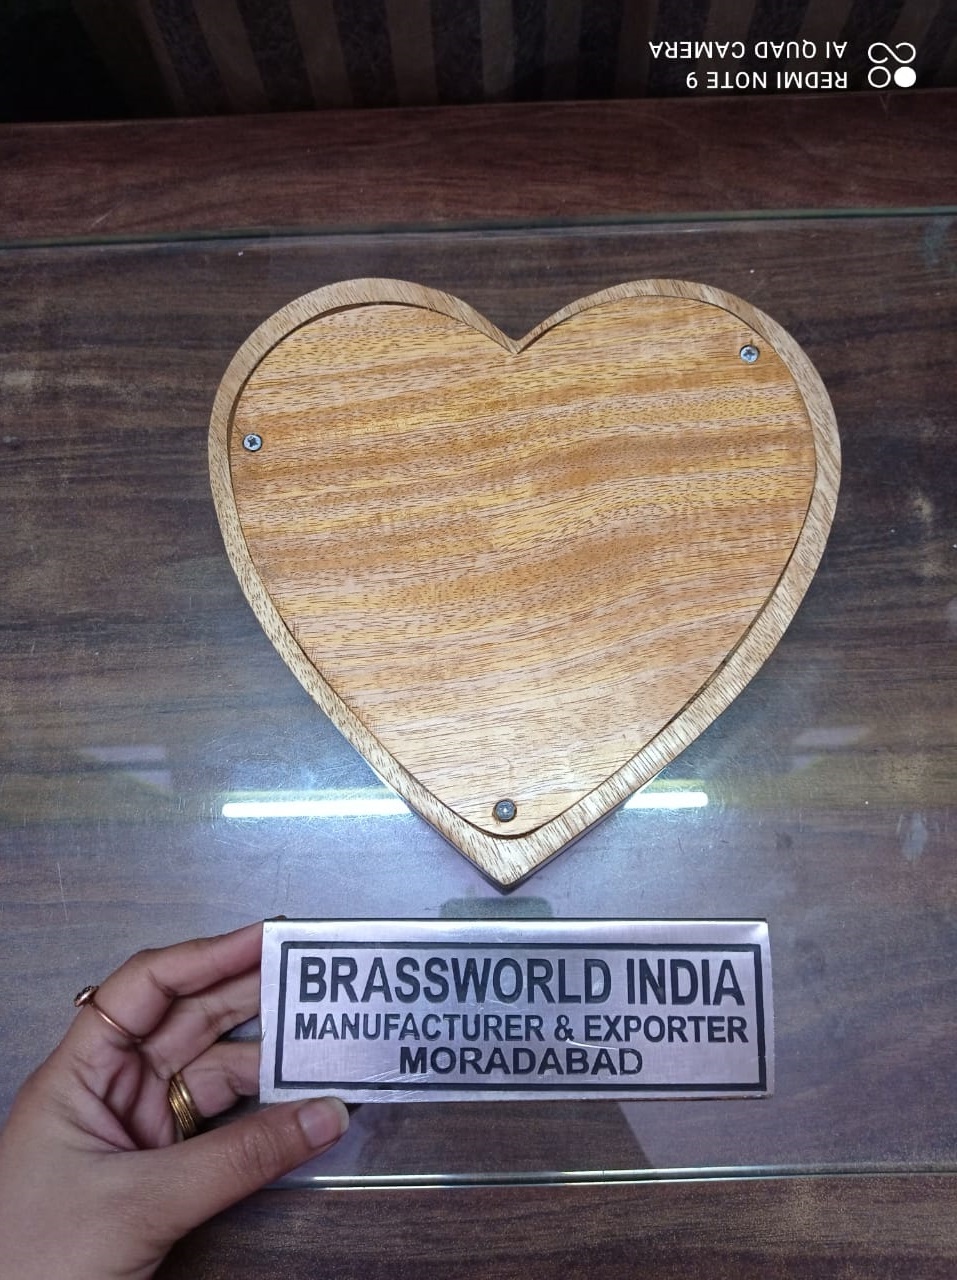 REDMI NOTE 9
AI QUAD CAMERA
BRASSWORLD INDIA
MANUFACTURER & EXPORTER
MORADABAD